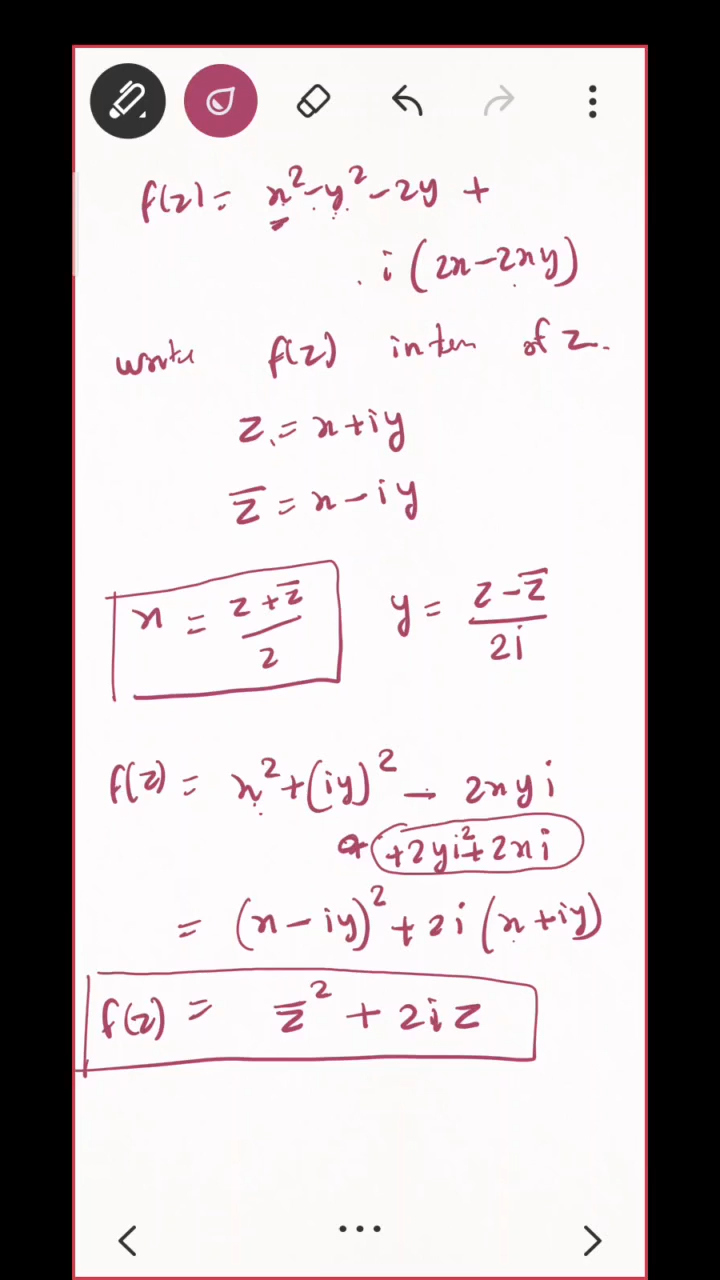 f(z) = x² - y² - 2y +
i (2x - 2xy)
write f(z) in term of z.
z = x + iy
z̅ = x - iy
x = (z + z̅)/2 y = (z - z̅)/2i
f(z) = x² + (iy)² - 2xyi
+ 2yi² + 2xi
= (x - iy)² + 2i (x + iy)
f(z) = z̅² + 2iz